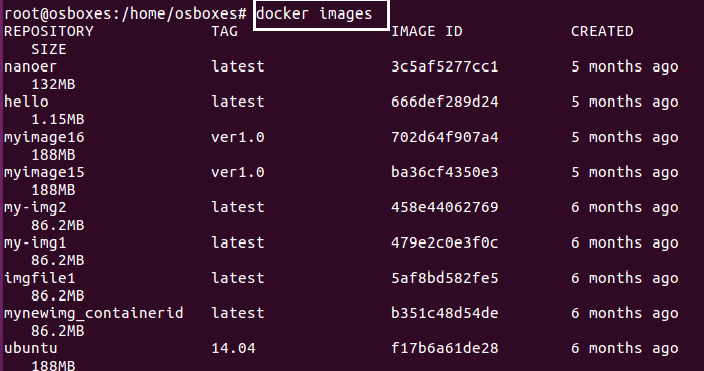 root@osboxes:/home/osboxes# docker images
REPOSITORY TAG IMAGE ID CREATED
SIZE
nanoer latest 3c5af5277cc1 5 months ago
132MB
hello latest 666def289d24 5 months ago
1.15MB
myimage16 ver1.0 702d64f907a4 5 months ago
188MB
myimage15 ver1.0 ba36cf4350e3 5 months ago
188MB
my-img2 latest 458e44062769 6 months ago
86.2MB
my-img1 latest 479e2c0e3f0c 6 months ago
86.2MB
imgfile1 latest 5af8bd582fe5 6 months ago
86.2MB
mynewimg_containerid latest b351c48d54de 6 months ago
86.2MB
ubuntu 14.04 f17b6a61de28 6 months ago
188MB